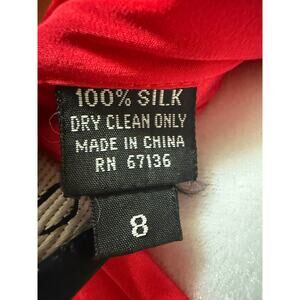 100% SILK
DRY CLEAN ONLY
MADE IN CHINA
RN 67136
8